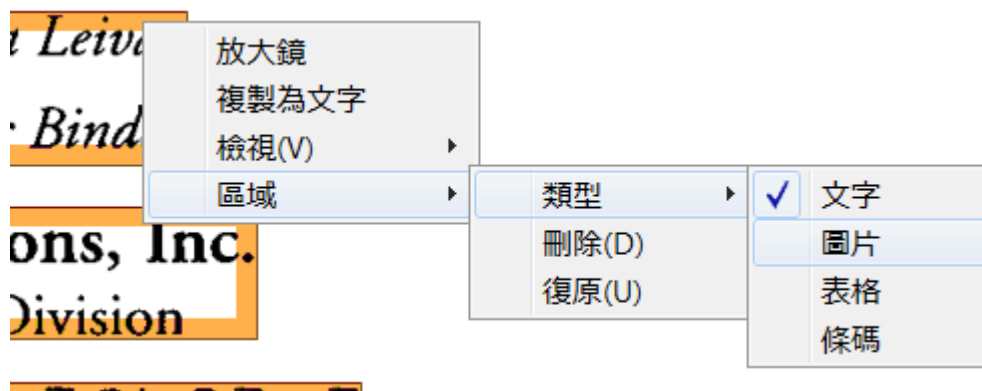 Leiva
放大鏡
複製為文字
Bind
檢視(V)
區域
類型
文字
ons, Inc.
刪除(D)
圖片
復原(U)
表格
Division
條碼